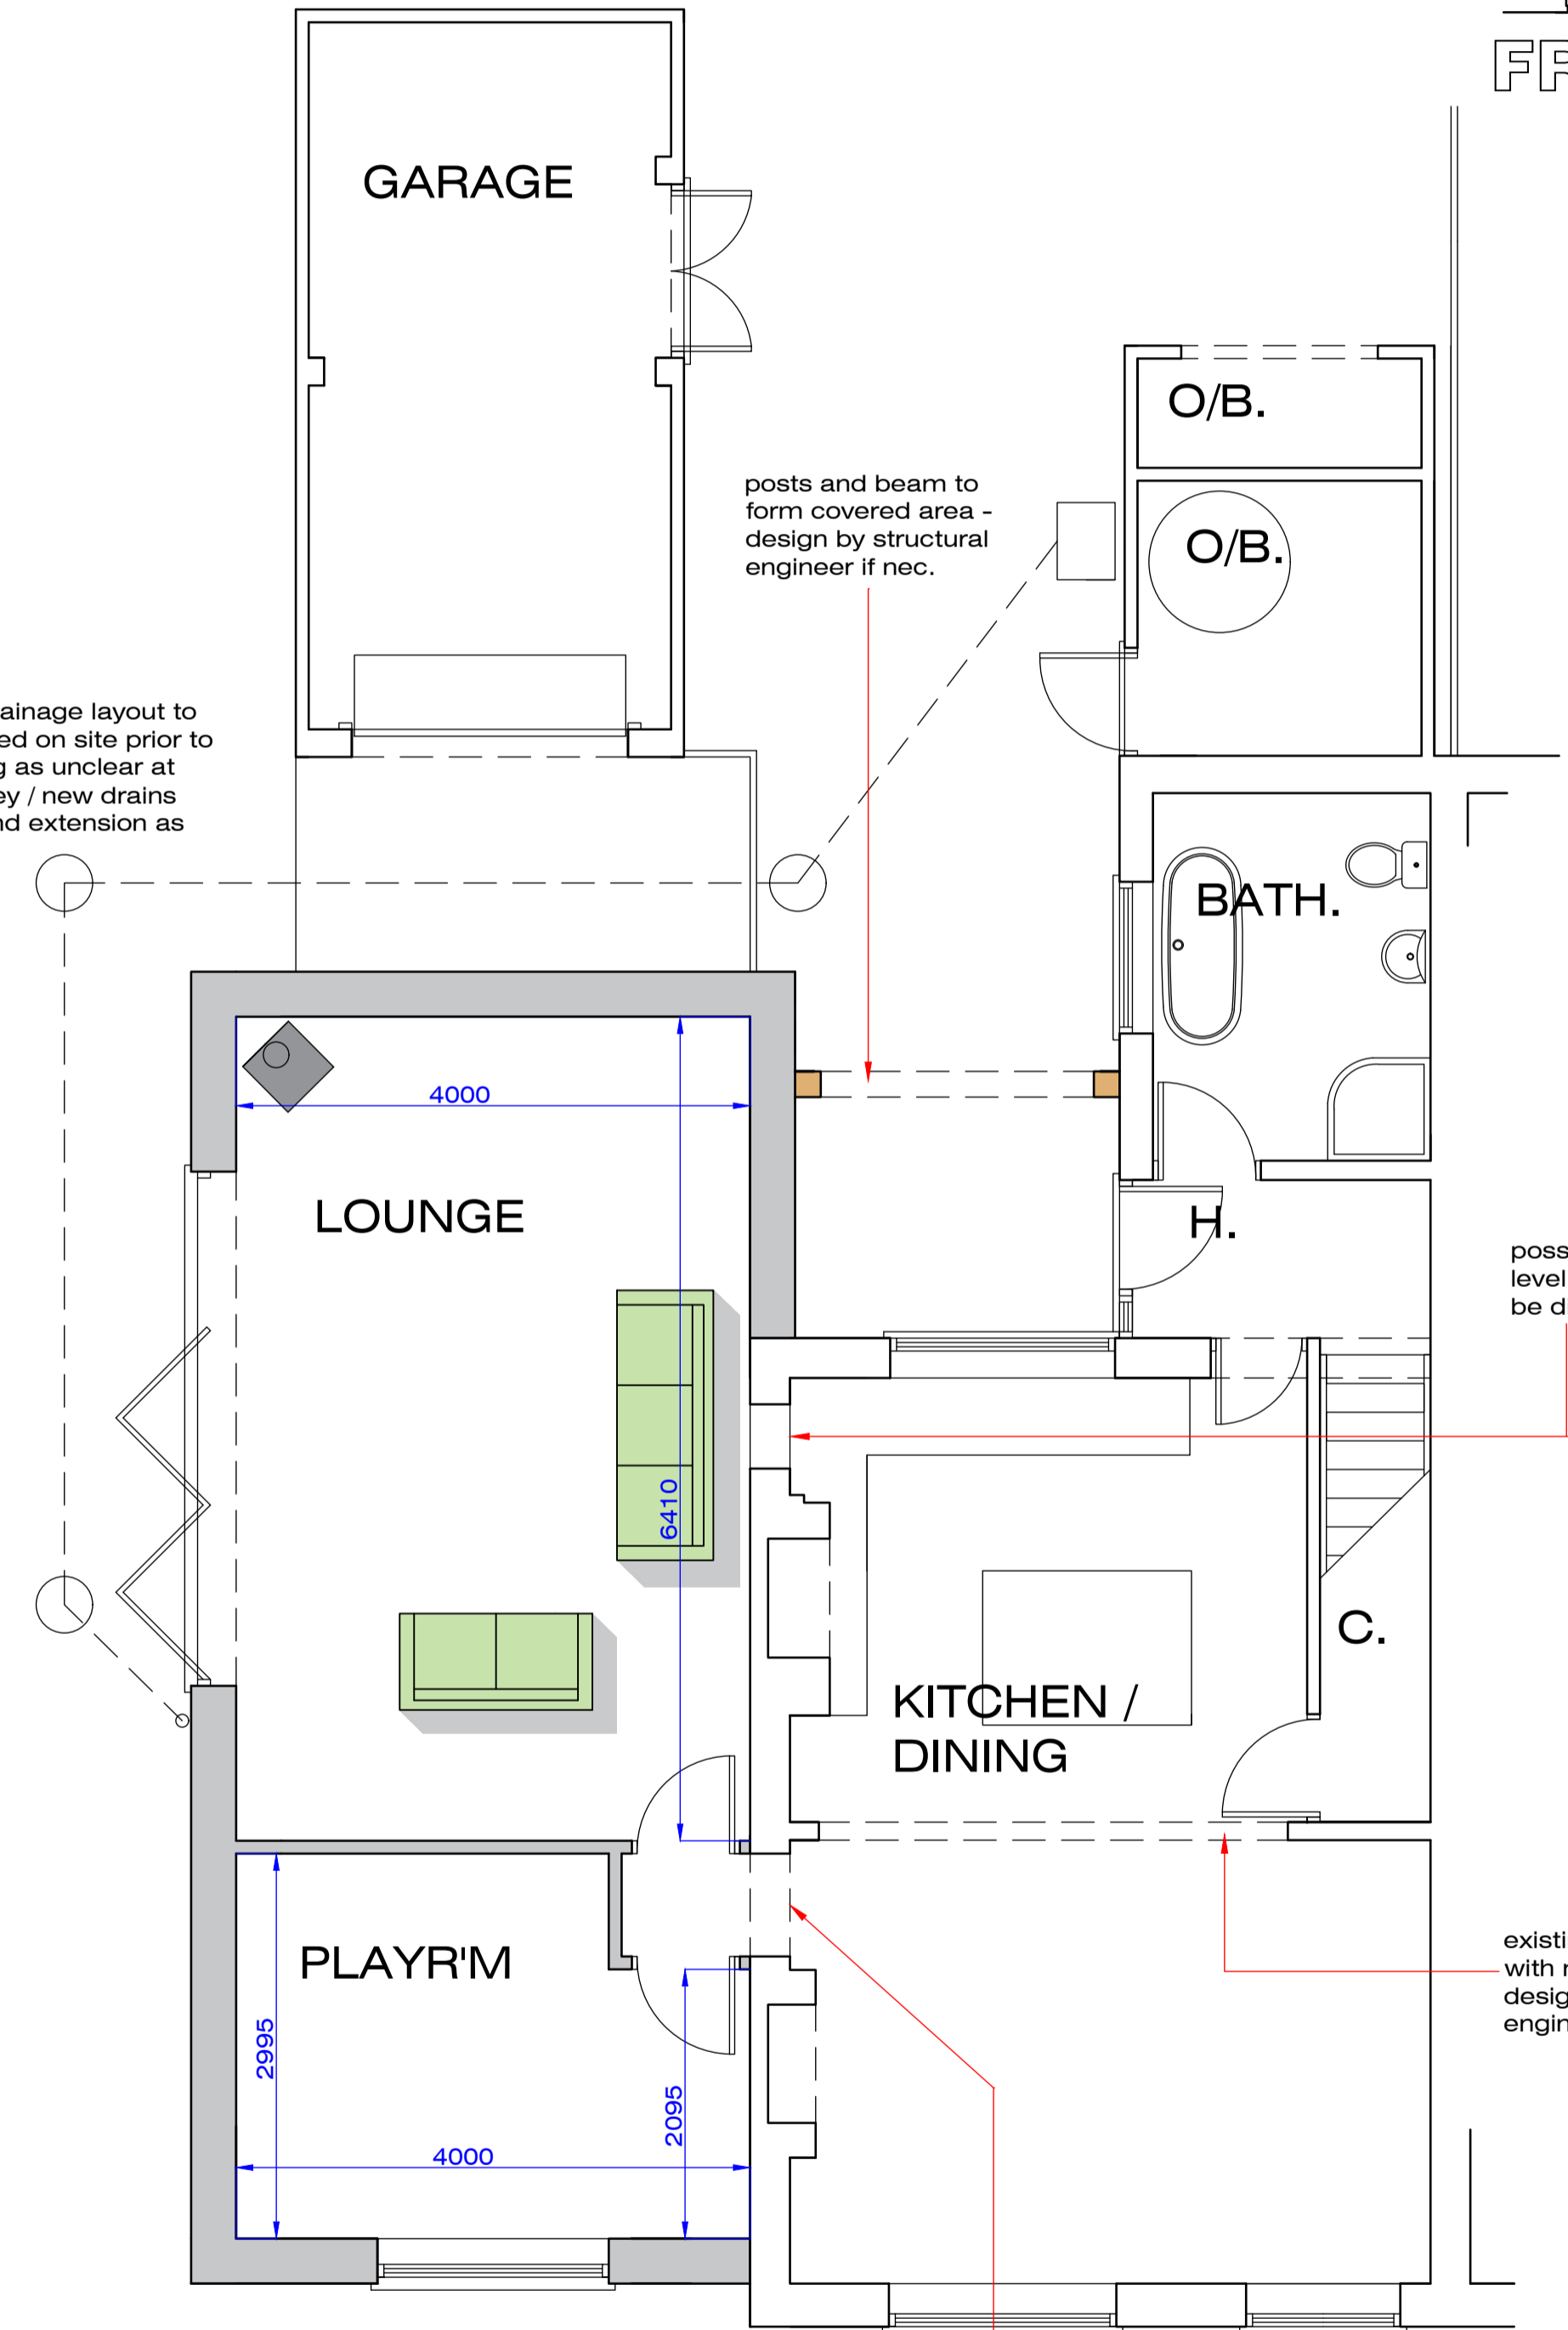 FR
GARAGE
O/B.
posts and beam to
form covered area -
design by structural
engineer if nec.
O/B.
ainage layout to
ed on site prior to
g as unclear at
ey / new drains
nd extension as
BATH.
4000
LOUNGE
H.
poss
level
be d
6410
C.
KITCHEN /
DINING
existi
with r
desig
engin
PLAYR'M
2995
2095
4000